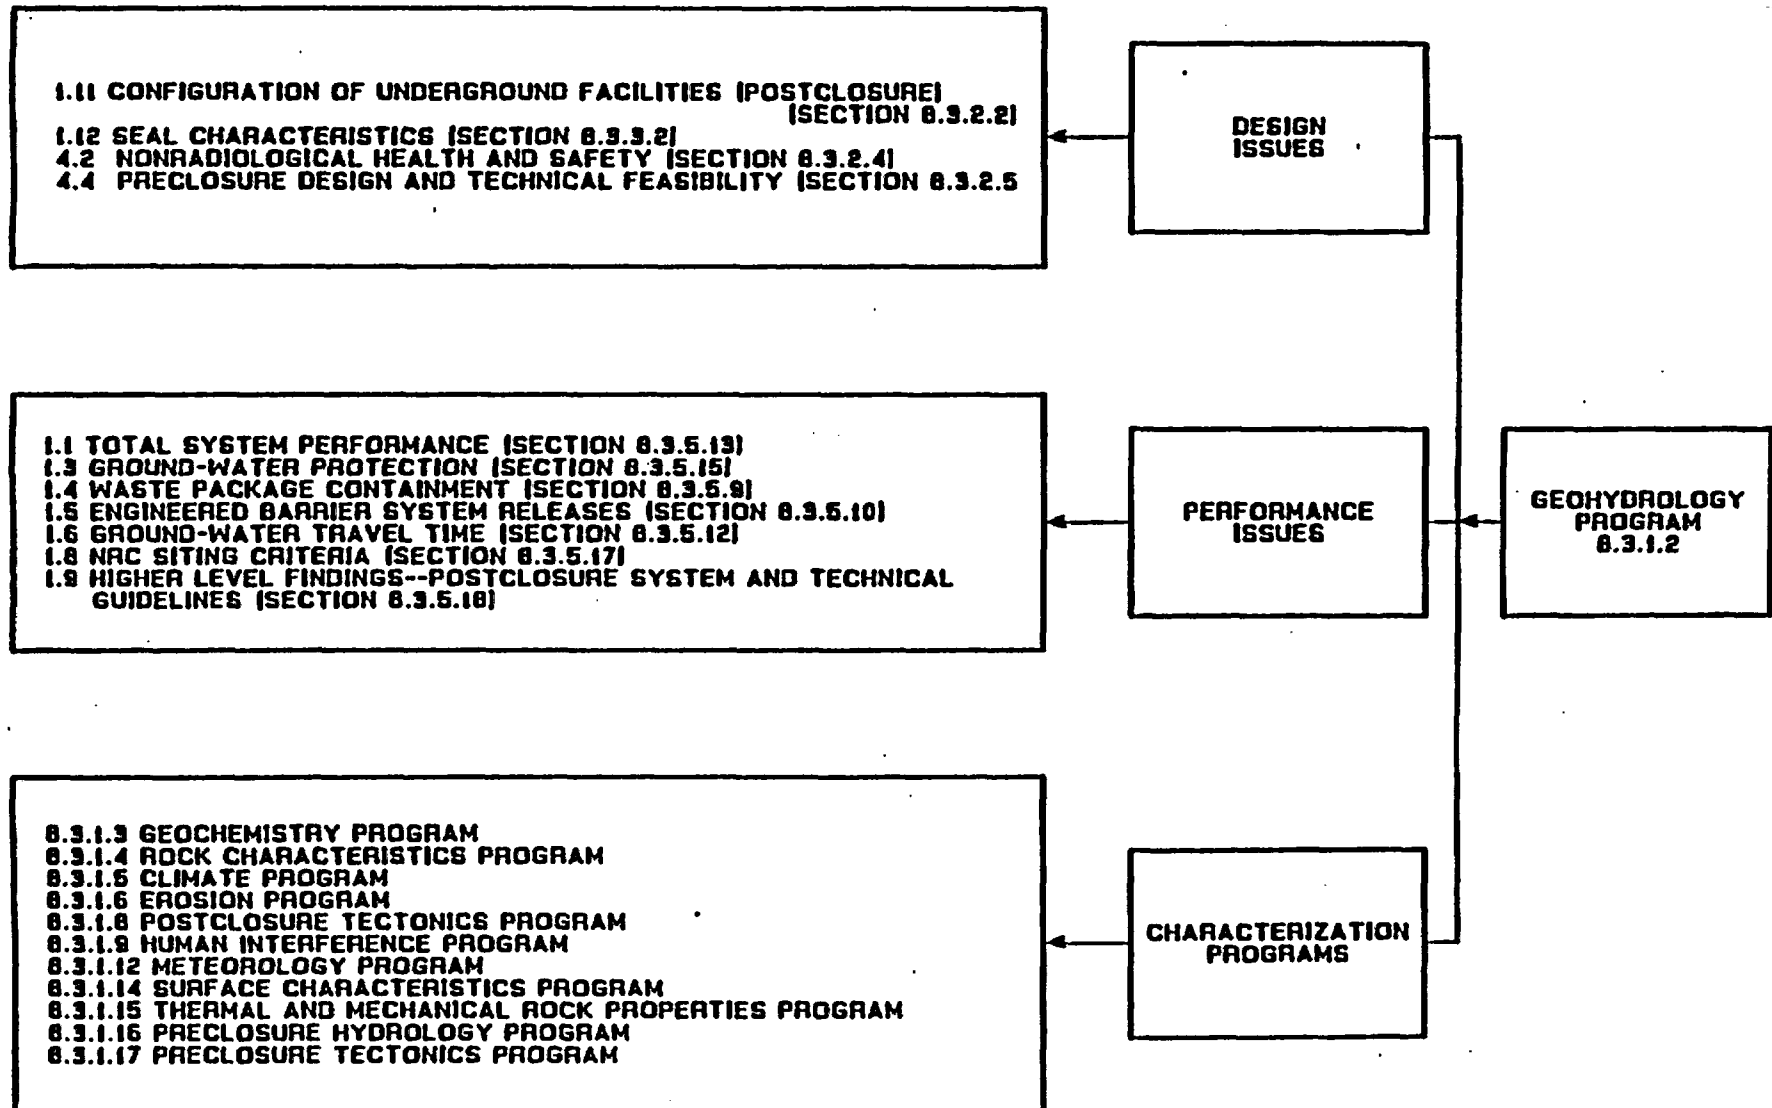 1.11 CONFIGURATION OF UNDERGROUND FACILITIES (POSTCLOSURE)
(SECTION 8.3.2.2)
1.12 SEAL CHARACTERISTICS (SECTION 8.3.3.2)
4.2 NONRADIOLOGICAL HEALTH AND SAFETY (SECTION 8.3.2.4)
4.4 PRECLOSURE DESIGN AND TECHNICAL FEASIBILITY (SECTION 8.3.2.5
DESIGN
ISSUES
1.1 TOTAL SYSTEM PERFORMANCE (SECTION 8.3.5.13)
1.3 GROUND-WATER PROTECTION (SECTION 8.3.5.15)
1.4 WASTE PACKAGE CONTAINMENT (SECTION 8.3.5.9)
1.5 ENGINEERED BARRIER SYSTEM RELEASES (SECTION 8.3.5.10)
1.6 GROUND-WATER TRAVEL TIME (SECTION 8.3.5.12)
1.8 NRC SITING CRITERIA (SECTION 8.3.5.17)
1.9 HIGHER LEVEL FINDINGS--POSTCLOSURE SYSTEM AND TECHNICAL
GUIDELINES (SECTION 8.3.5.18)
PERFORMANCE
ISSUES
GEOHYDROLOGY
PROGRAM
8.3.1.2
8.3.1.3 GEOCHEMISTRY PROGRAM
8.3.1.4 ROCK CHARACTERISTICS PROGRAM
8.3.1.5 CLIMATE PROGRAM
8.3.1.6 EROSION PROGRAM
8.3.1.8 POSTCLOSURE TECTONICS PROGRAM
8.3.1.9 HUMAN INTERFERENCE PROGRAM
8.3.1.12 METEOROLOGY PROGRAM
8.3.1.14 SURFACE CHARACTERISTICS PROGRAM
8.3.1.15 THERMAL AND MECHANICAL ROCK PROPERTIES PROGRAM
8.3.1.16 PRECLOSURE HYDROLOGY PROGRAM
8.3.1.17 PRECLOSURE TECTONICS PROGRAM
CHARACTERIZATION
PROGRAMS